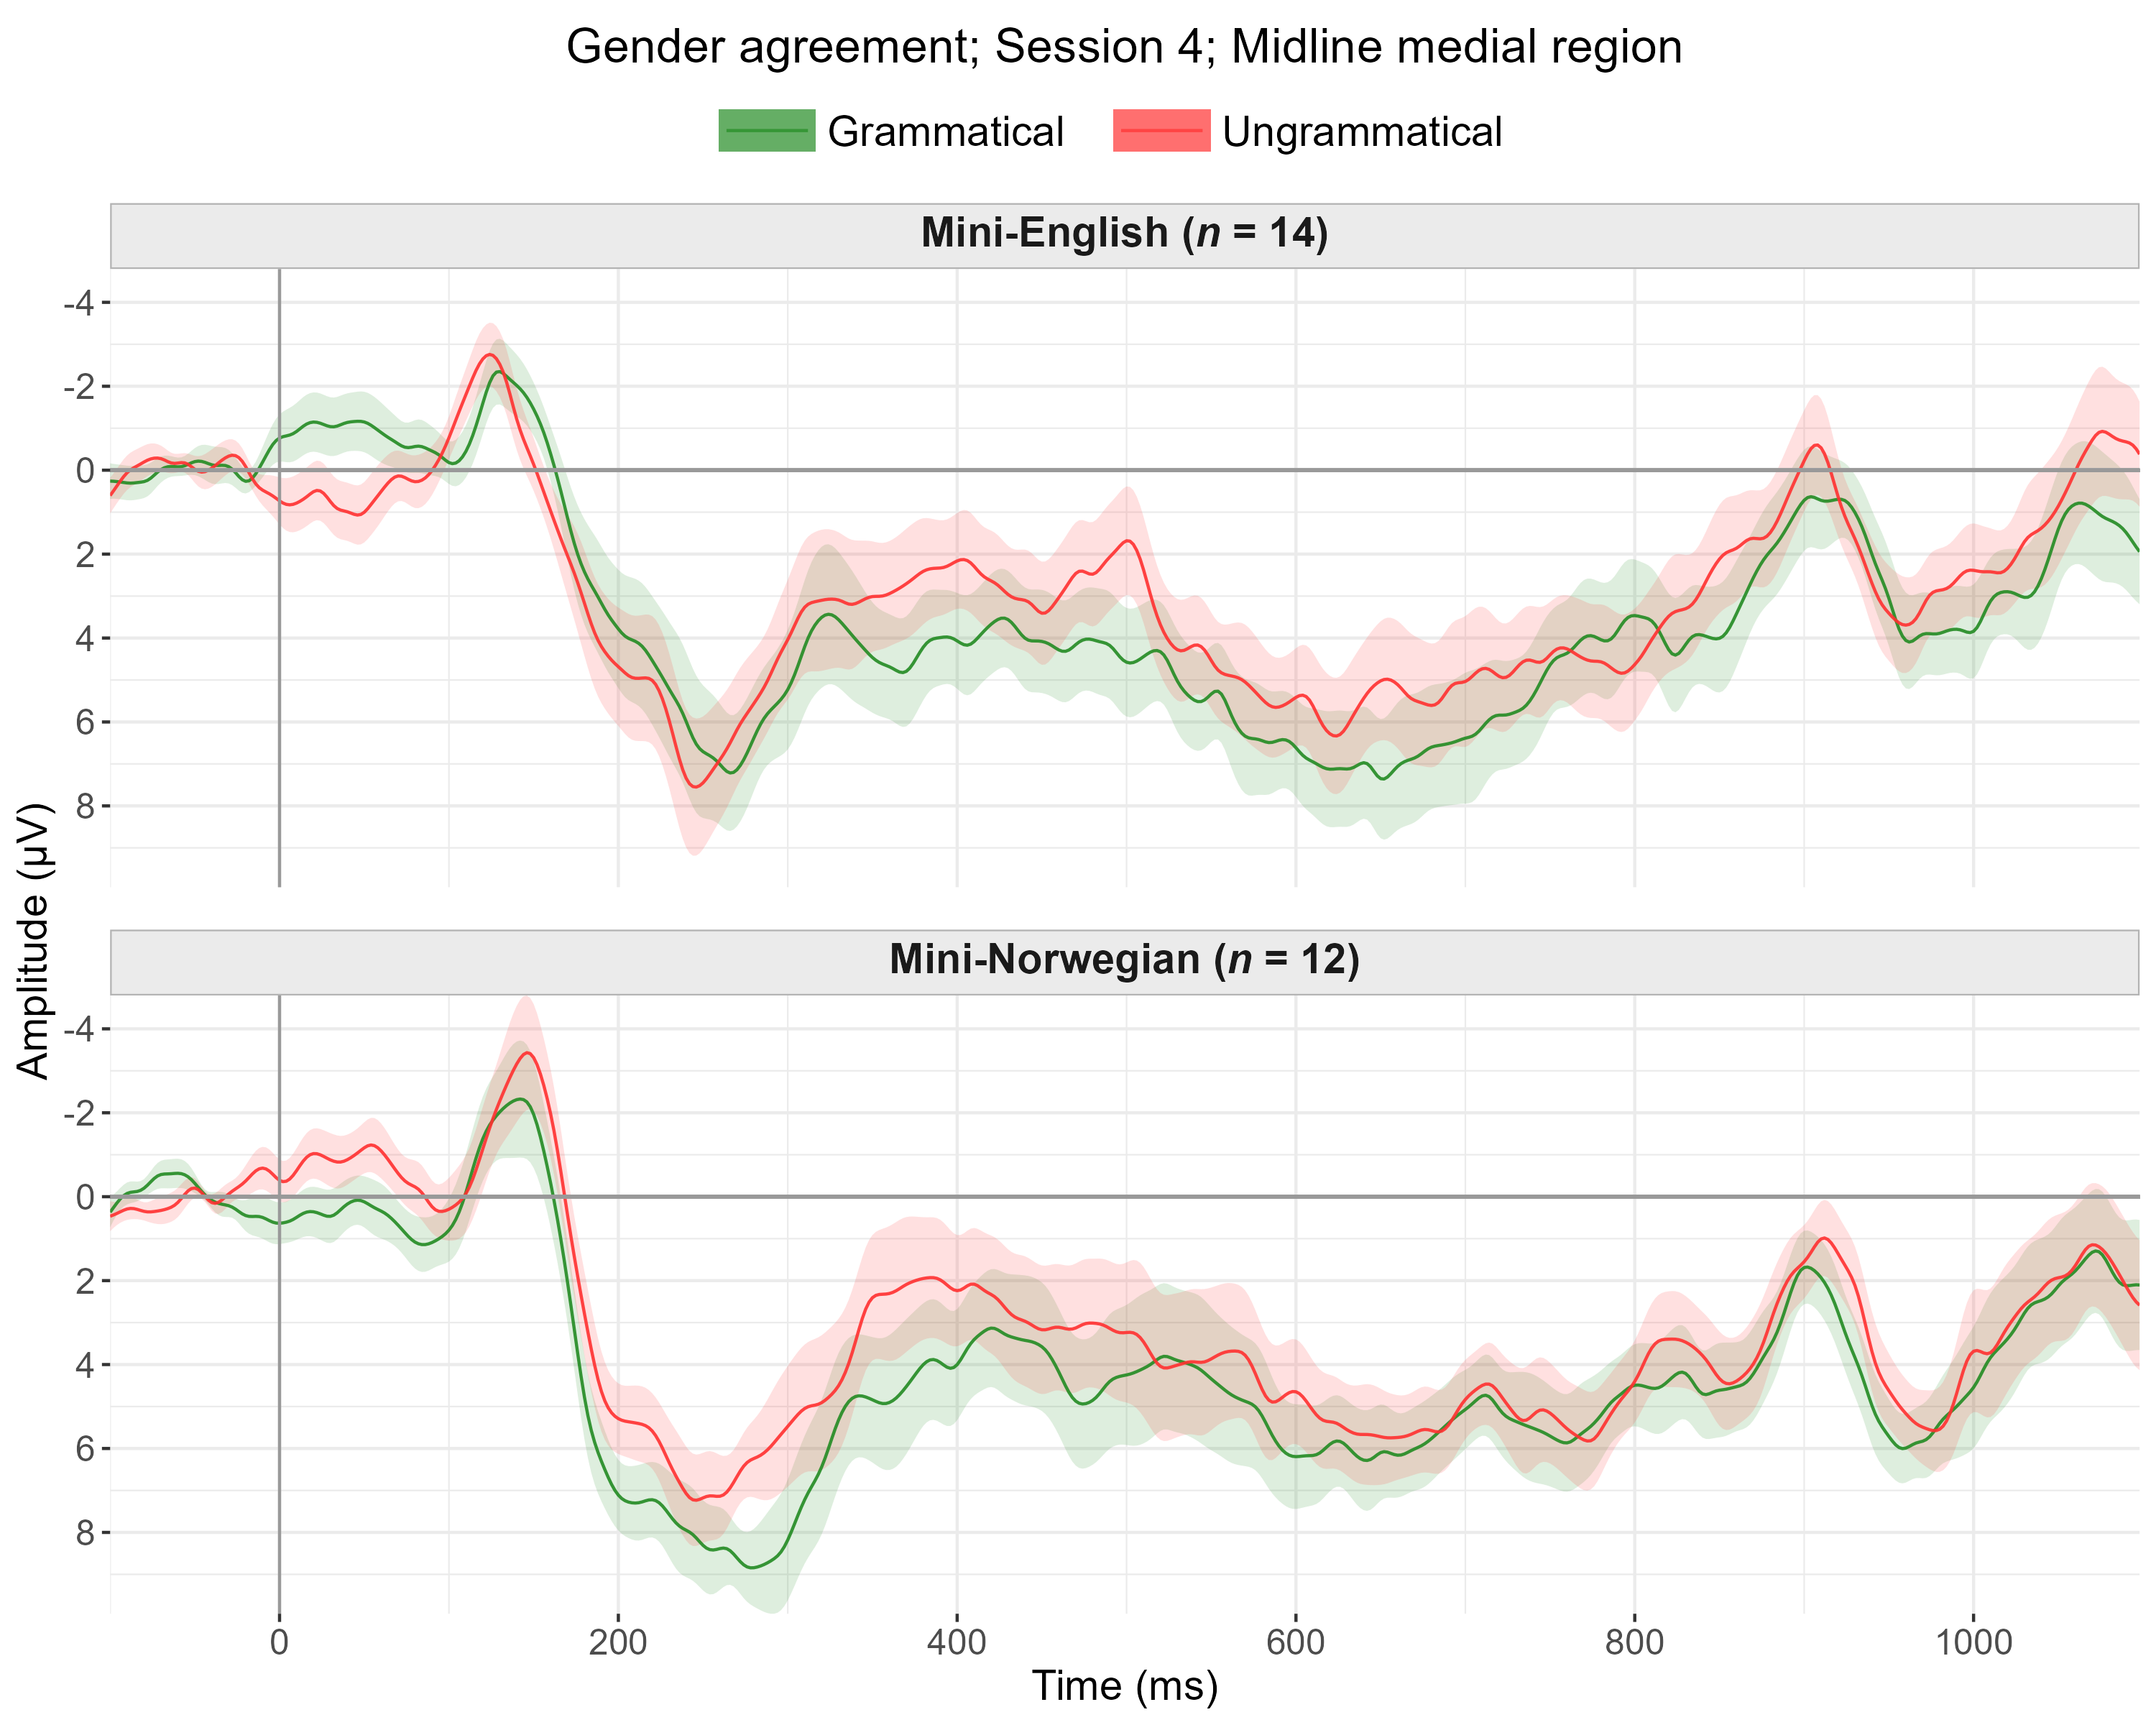 Gender agreement; Session 4; Midline medial region
Grammatical Ungrammatical
Mini-English (n = 14)
-4
-2
0
2
4
6
8
Amplitude (µV)
Mini-Norwegian (n = 12)
-4
-2
0
2
4
6
8
0 200 400 600 800 1000
Time (ms)